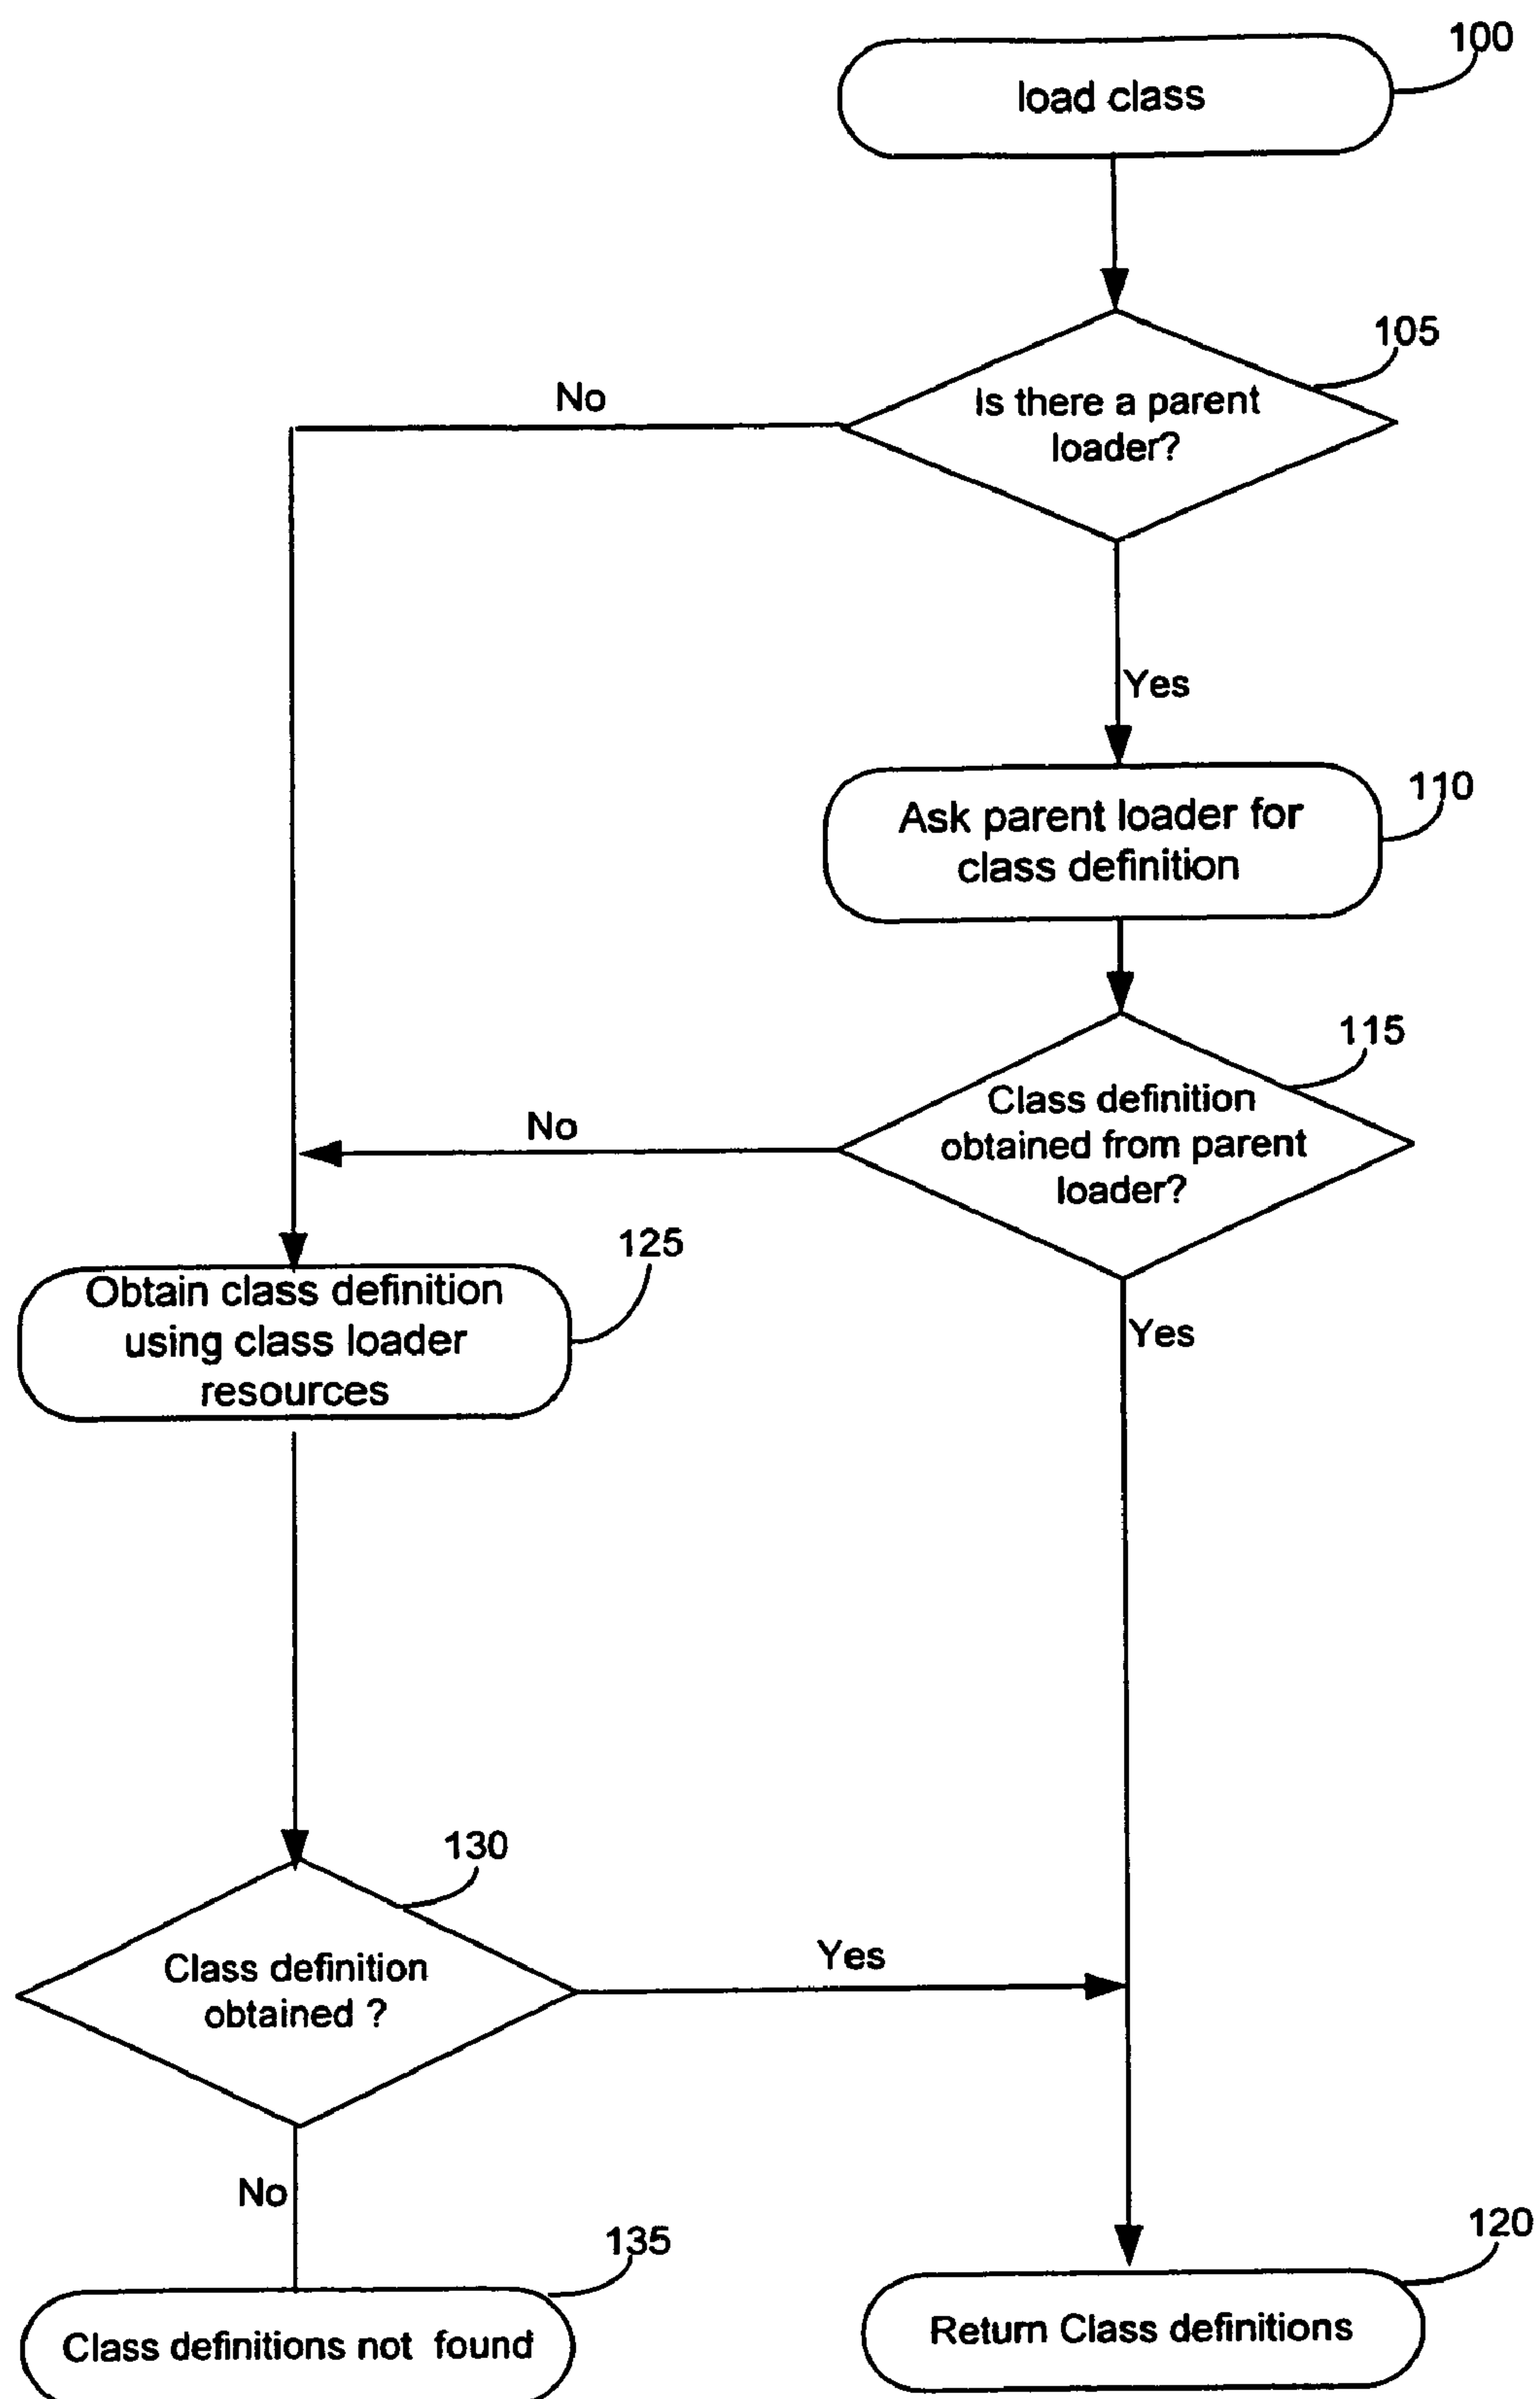 100
load class
105
Is there a parent
loader?
No
Yes
110
Ask parent loader for
class definition
115
Class definition
obtained from parent
loader?
No
Yes
125
Obtain class definition
using class loader
resources
130
Class definition
obtained ?
Yes
No
135
Class definitions not found
120
Return Class definitions